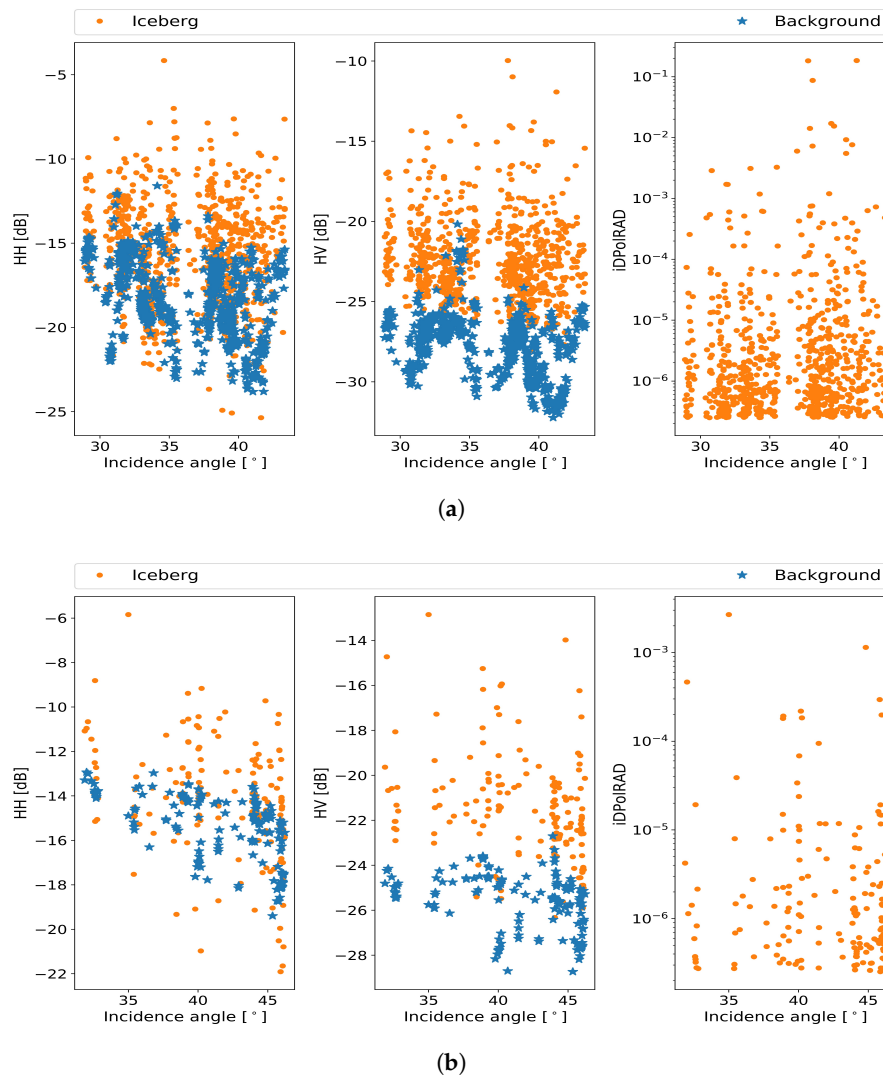 Iceberg Background
−5
−10
−15
−20
−25
HH [dB]
30 35 40
Incidence angle [°]
−10
−15
−20
−25
−30
HV [dB]
30 35 40
Incidence angle [°]
10⁻¹
10⁻²
10⁻³
10⁻⁴
10⁻⁵
10⁻⁶
iDPolRAD
30 35 40
Incidence angle [°]
(a)
Iceberg Background
−6
−8
−10
−12
−14
−16
−18
−20
−22
HH [dB]
35 40 45
Incidence angle [°]
−14
−16
−18
−20
−22
−24
−26
−28
HV [dB]
35 40 45
Incidence angle [°]
10⁻³
10⁻⁴
10⁻⁵
10⁻⁶
iDPolRAD
35 40 45
Incidence angle [°]
(b)